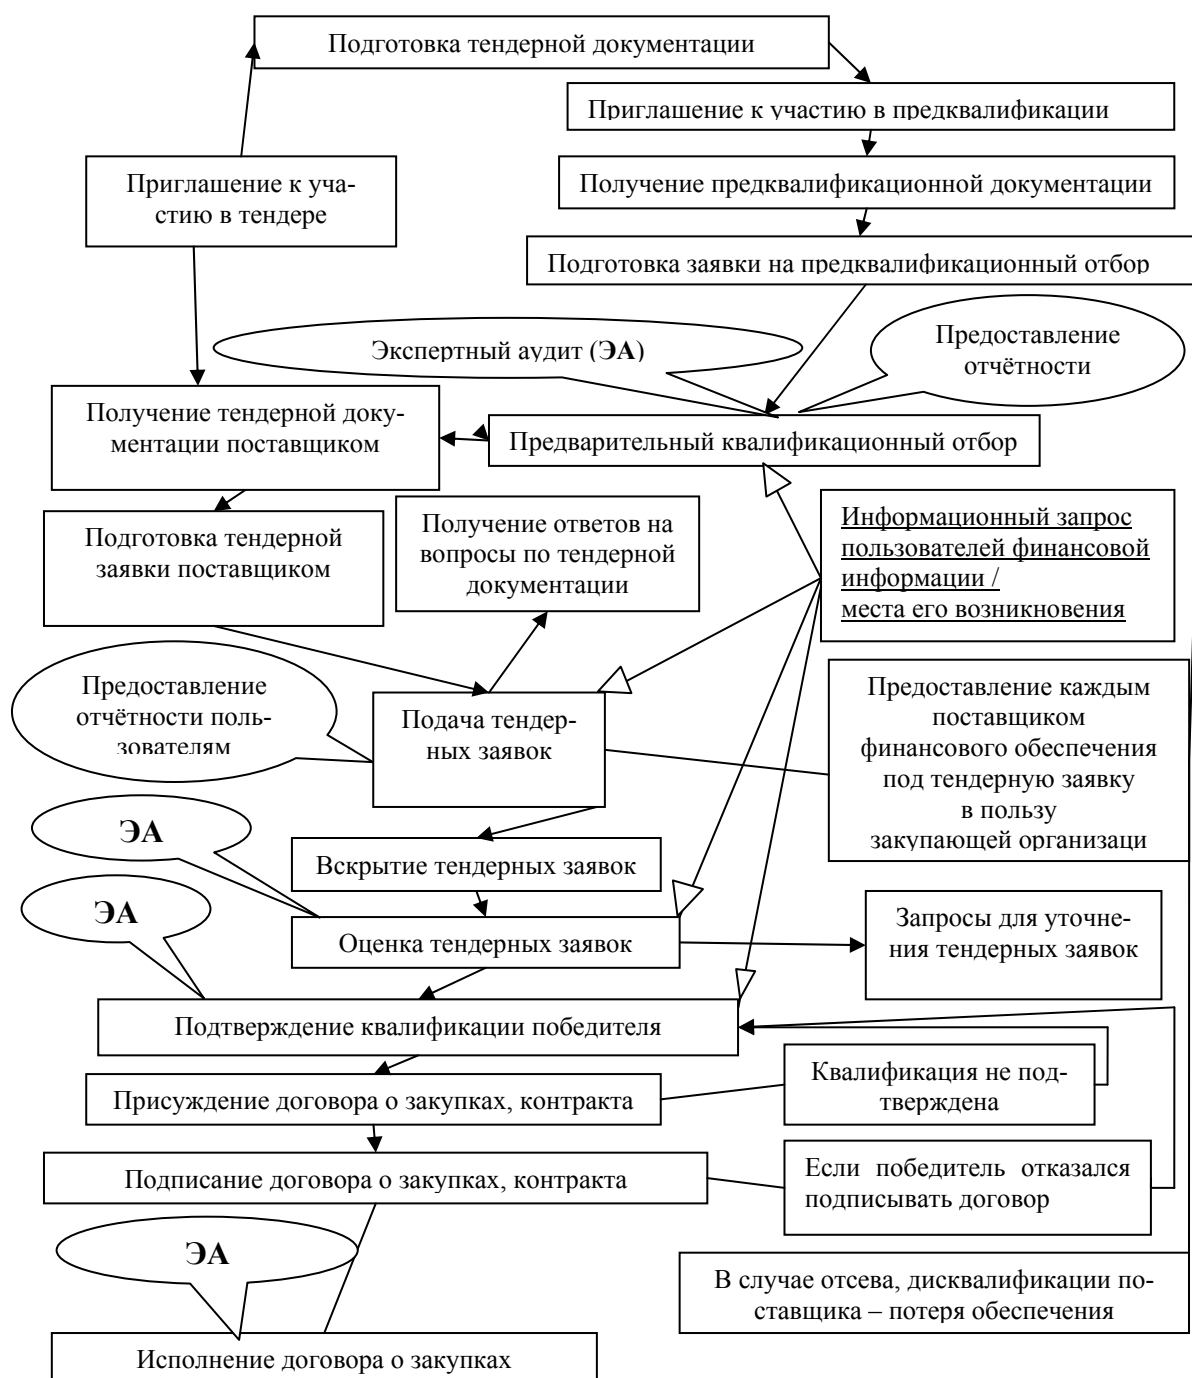 Подготовка тендерной документации
Приглашение к участию в предквалификации
Приглашение к уча-
стию в тендере
Получение предквалификационной документации
Подготовка заявки на предквалификационный отбор
Экспертный аудит (ЭА)
Предоставление
отчётности
Получение тендерной доку-
ментации поставщиком
Предварительный квалификационный отбор
Подготовка тендерной
заявки поставщиком
Получение ответов на
вопросы по тендерной
документации
Информационный запрос
пользователей финансовой
информации /
места его возникновения
Предоставление
отчётности поль-
зователям
Подача тендер-
ных заявок
Предоставление каждым
поставщиком
финансового обеспечения
под тендерную заявку
в пользу
закупающей организаци
ЭА
Вскрытие тендерных заявок
ЭА
Оценка тендерных заявок
Запросы для уточне-
ния тендерных заявок
Подтверждение квалификации победителя
Присуждение договора о закупках, контракта
Квалификация не под-
тверждена
Подписание договора о закупках, контракта
Если победитель отказался
подписывать договор
ЭА
В случае отсева, дисквалификации по-
ставщика – потеря обеспечения
Исполнение договора о закупках